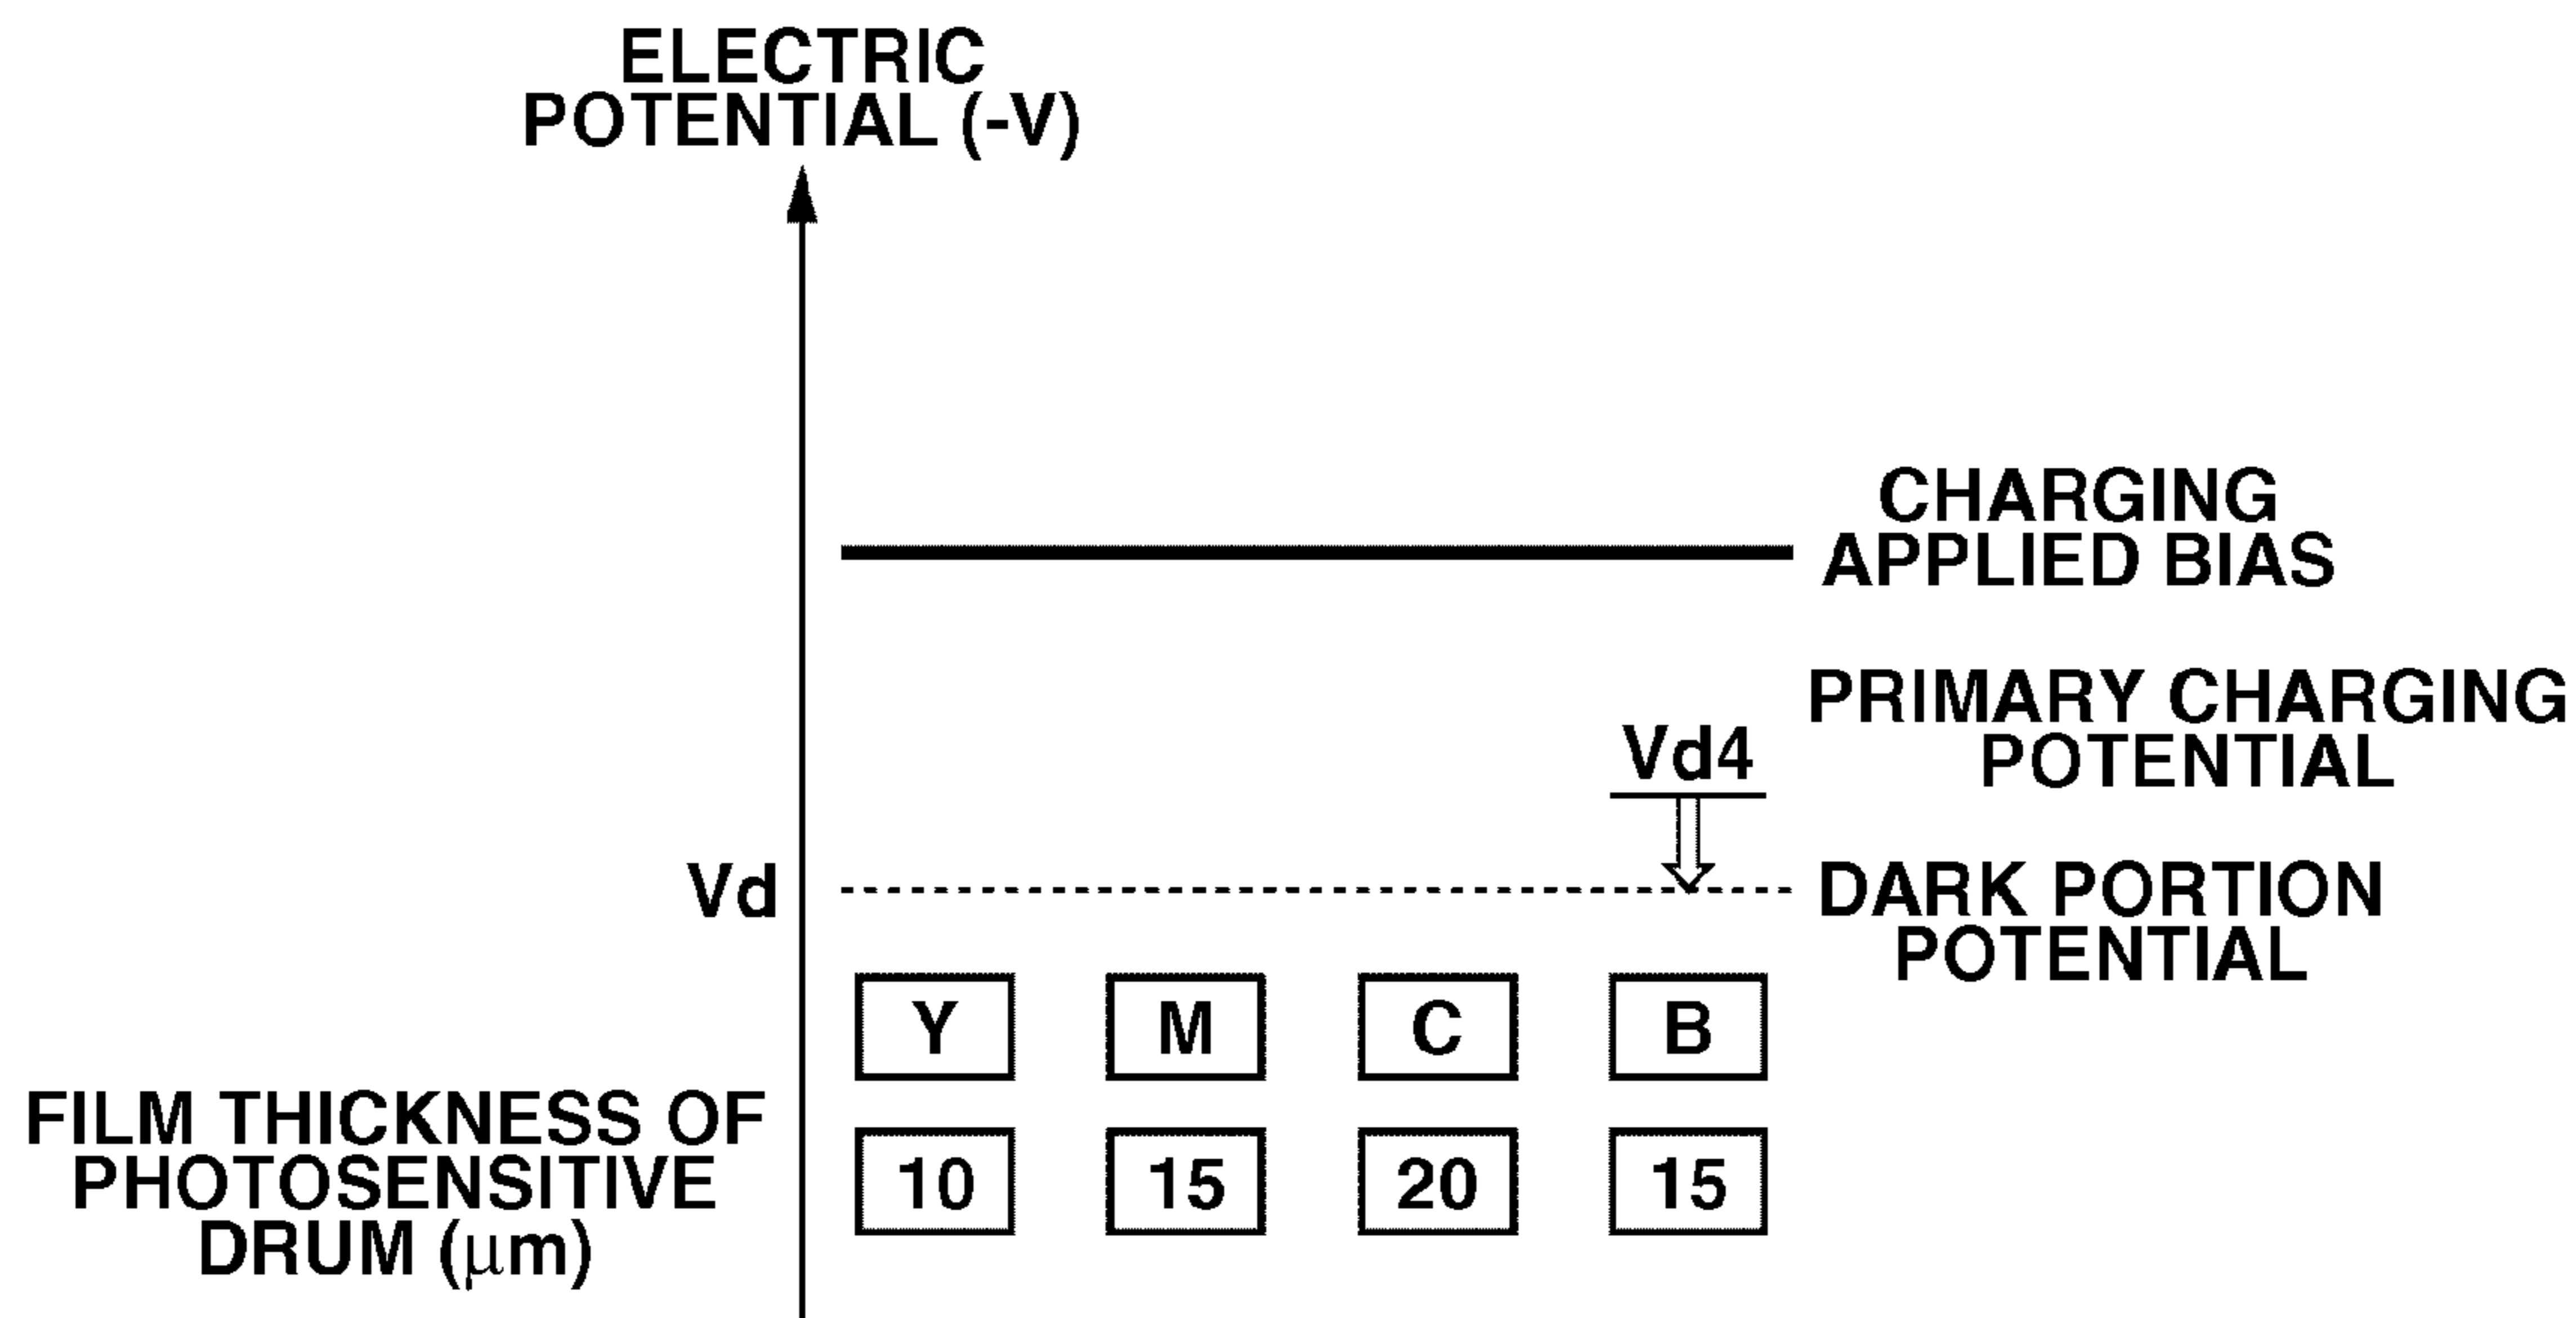 ELECTRIC
POTENTIAL (-V)
CHARGING
APPLIED BIAS
PRIMARY CHARGING
POTENTIAL
Vd4
Vd
DARK PORTION
POTENTIAL
Y M C B
FILM THICKNESS OF
PHOTOSENSITIVE
DRUM (μm)
10 15 20 15